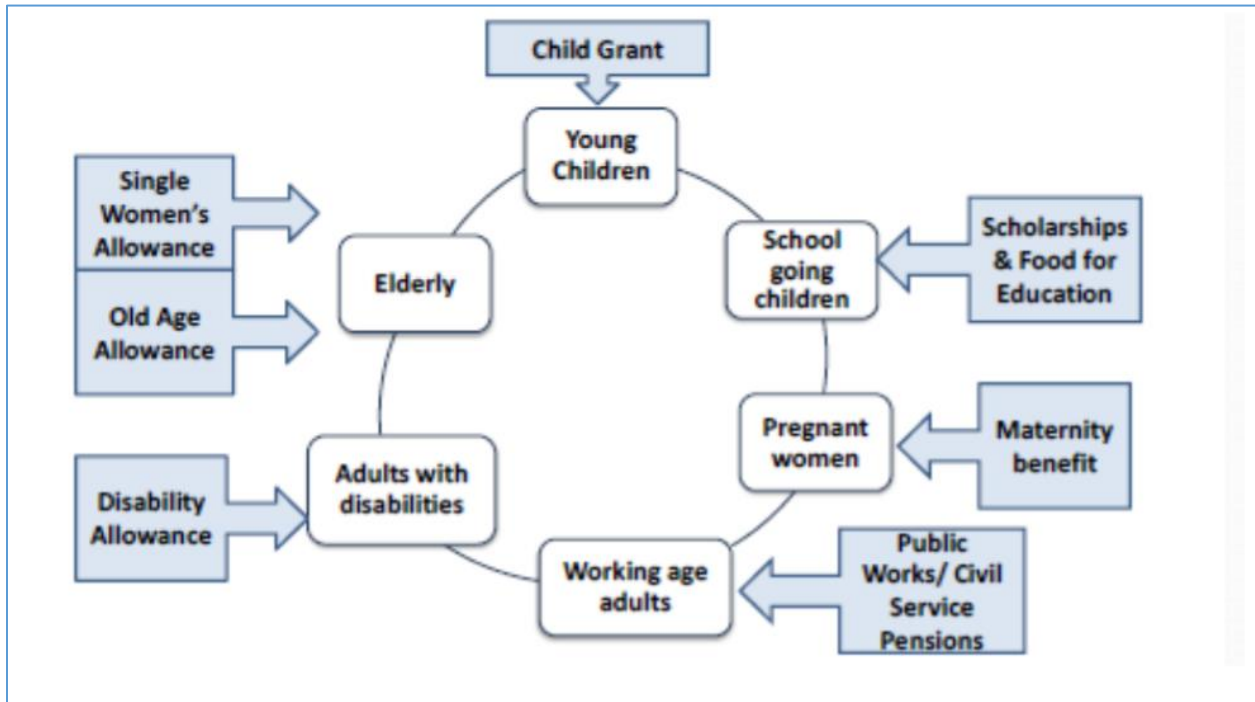 Child Grant
Young
Children
Single
Women's
Allowance
Old Age
Allowance
Elderly
School
going
children
Scholarships
& Food for
Education
Pregnant
women
Maternity
benefit
Adults with
disabilities
Disability
Allowance
Working age
adults
Public
Works/ Civil
Service
Pensions